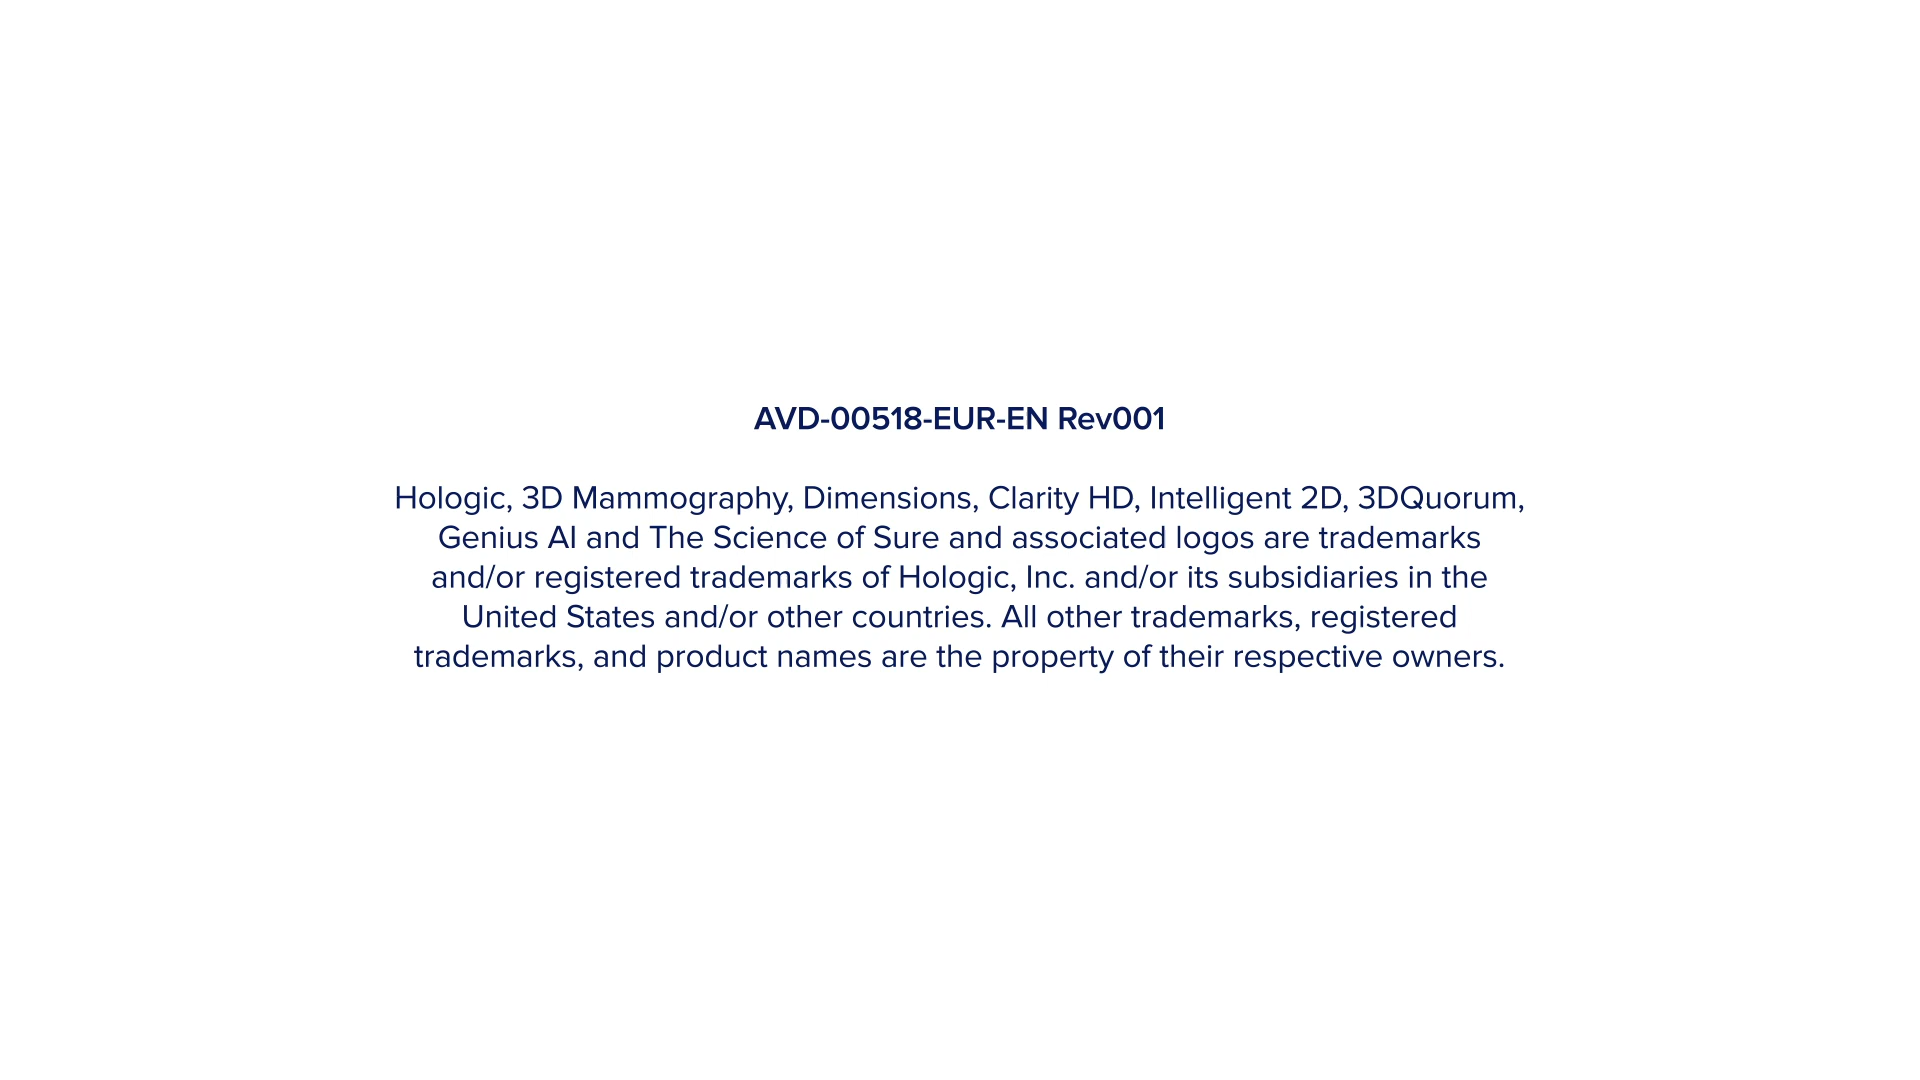 AVD-00518-EUR-EN Rev001
Hologic, 3D Mammography, Dimensions, Clarity HD, Intelligent 2D, 3DQuorum,
Genius AI and The Science of Sure and associated logos are trademarks
and/or registered trademarks of Hologic, Inc. and/or its subsidiaries in the
United States and/or other countries. All other trademarks, registered
trademarks, and product names are the property of their respective owners.